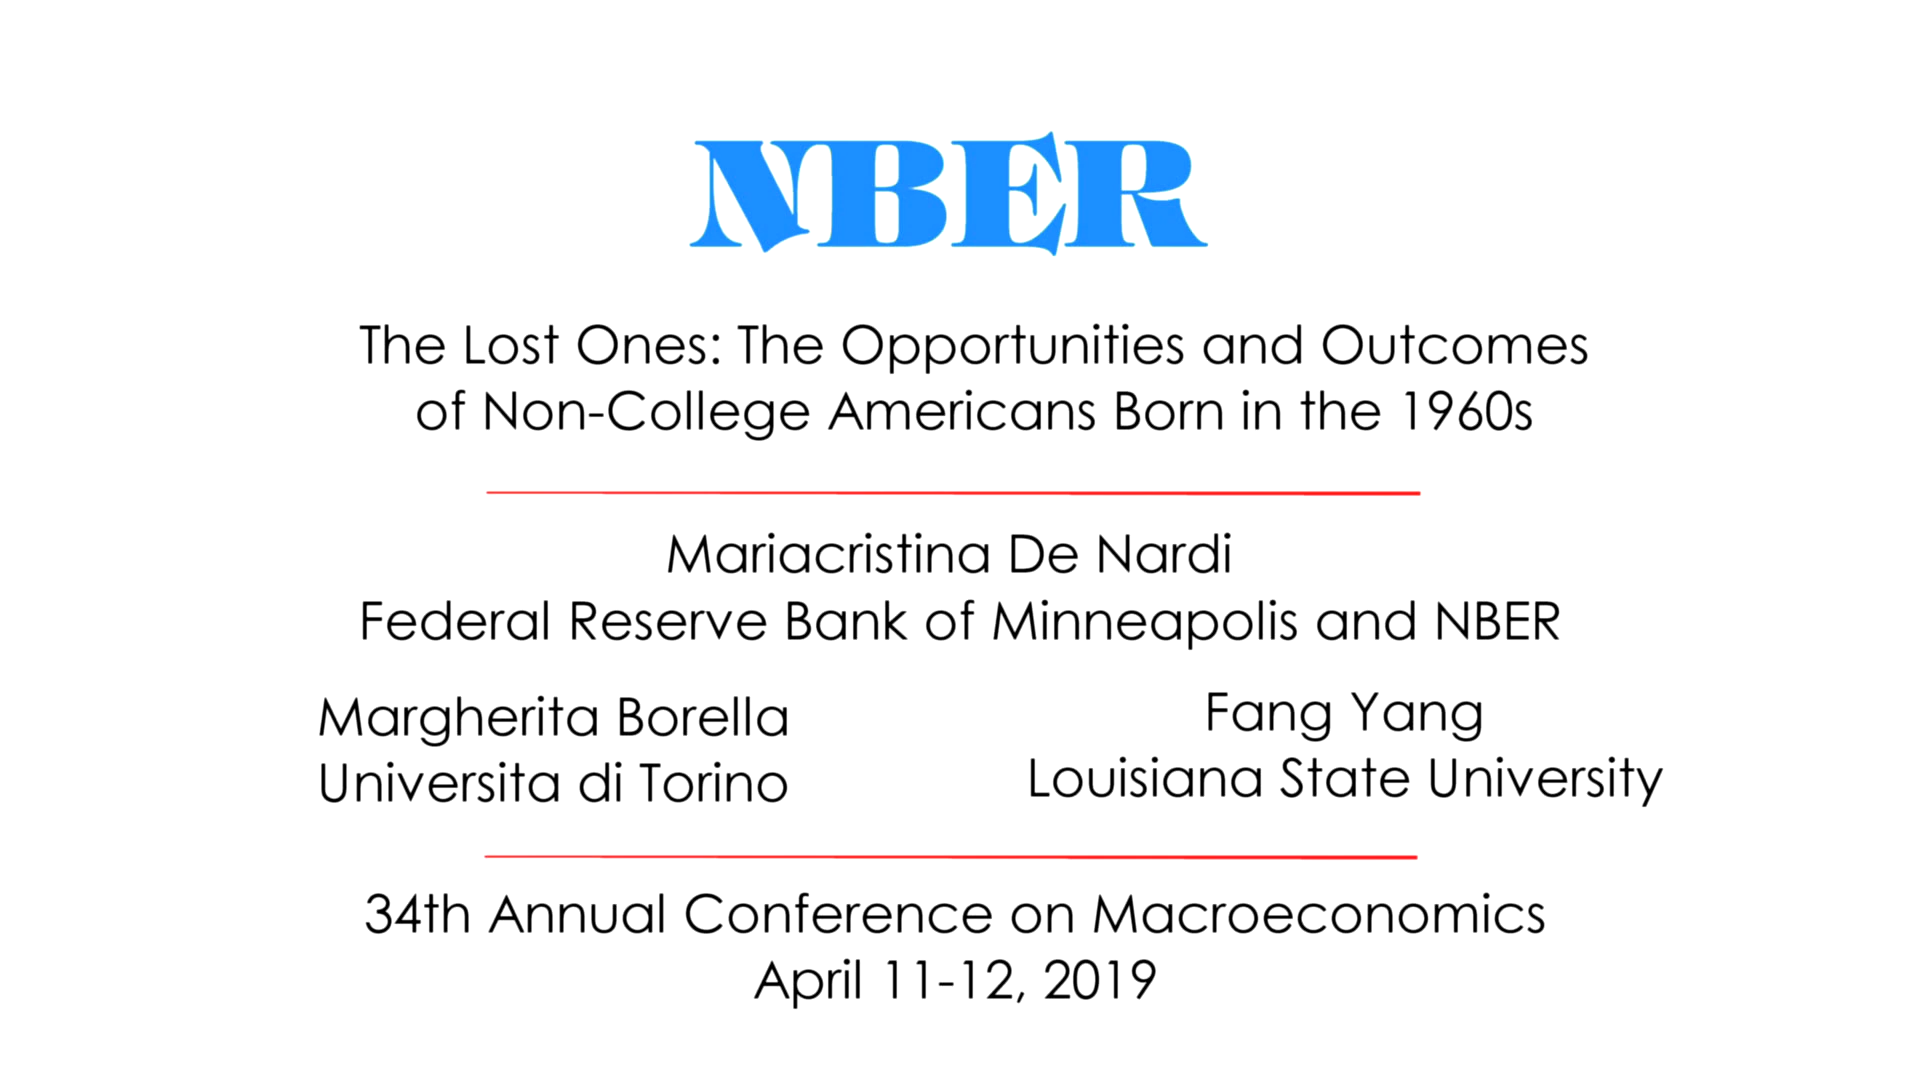 NBER
The Lost Ones: The Opportunities and Outcomes
of Non-College Americans Born in the 1960s
Mariacristina De Nardi
Federal Reserve Bank of Minneapolis and NBER
Margherita Borella
Universita di Torino
Fang Yang
Louisiana State University
34th Annual Conference on Macroeconomics
April 11-12, 2019